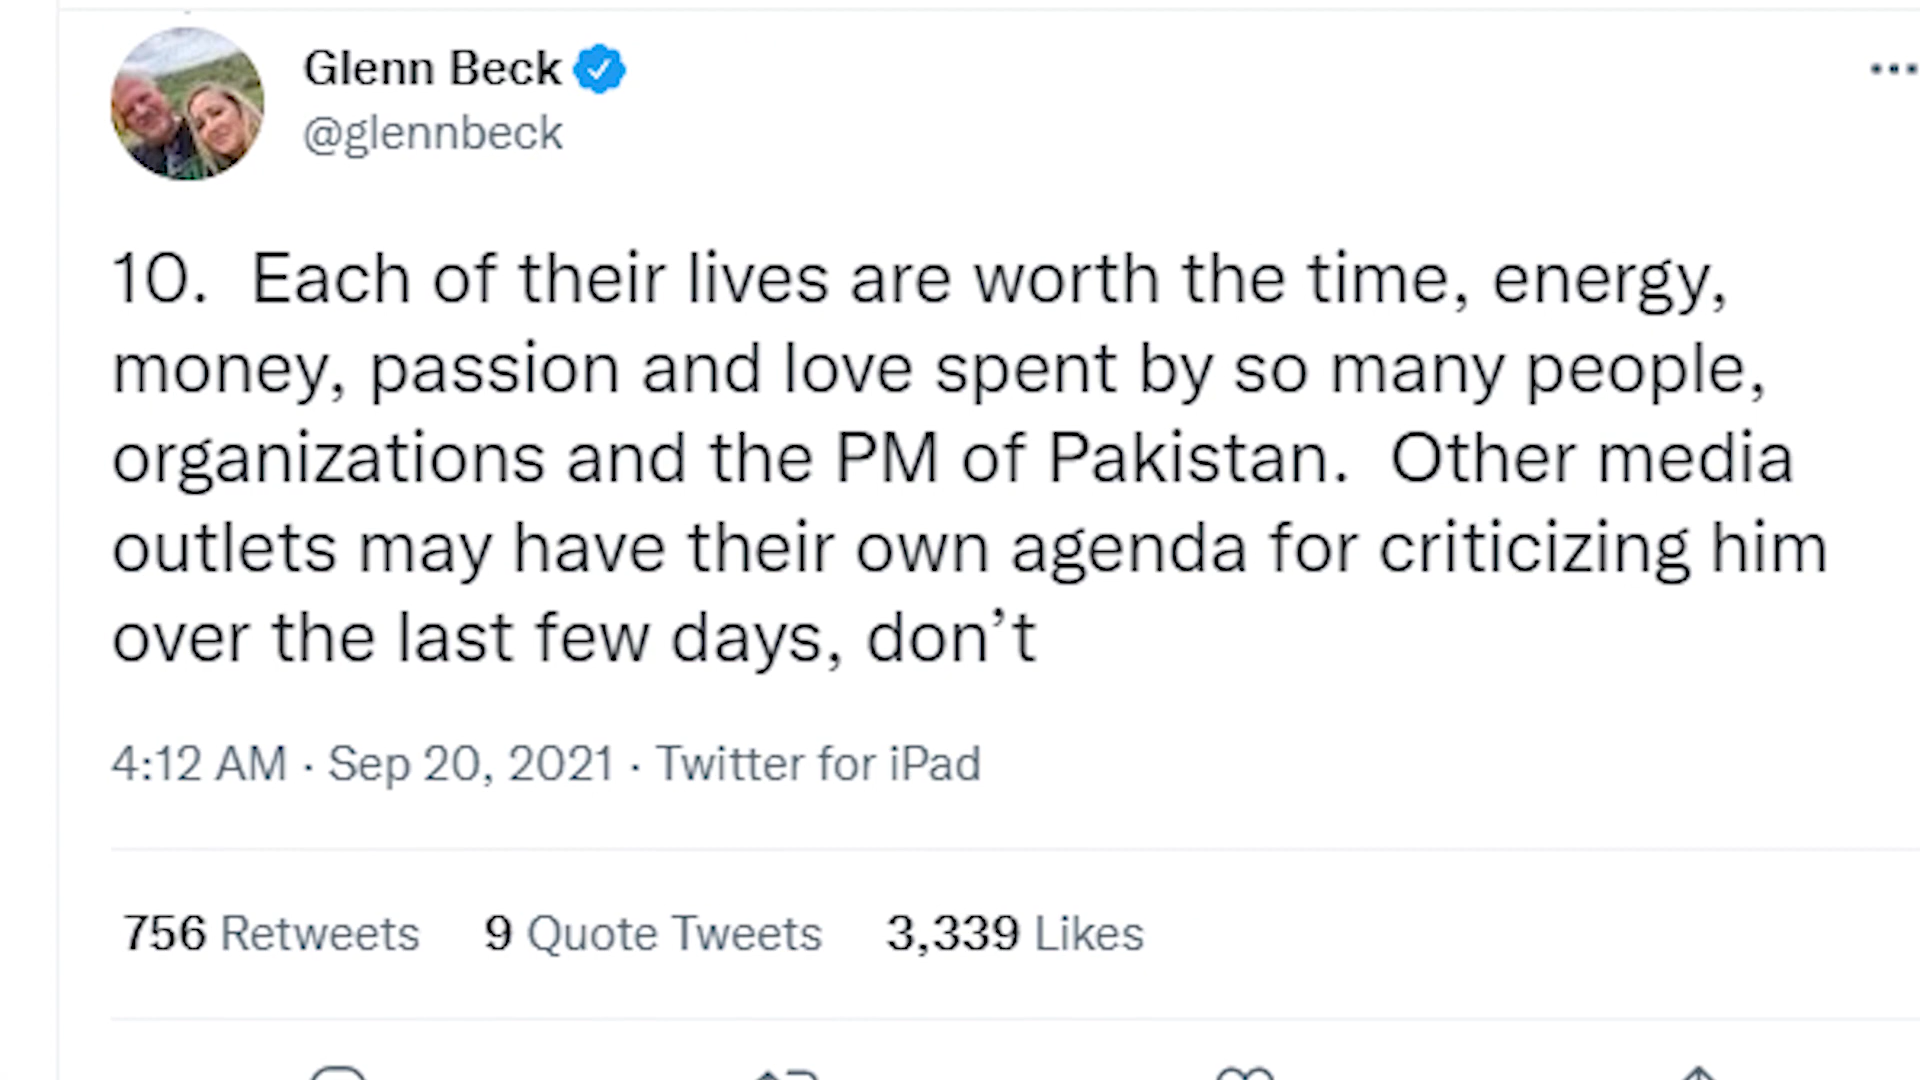 Glenn Beck
@glennbeck
10.  Each of their lives are worth the time, energy,
money, passion and love spent by so many people,
organizations and the PM of Pakistan.  Other media
outlets may have their own agenda for criticizing him
over the last few days, don’t
4:12 AM · Sep 20, 2021 · Twitter for iPad
756 Retweets 9 Quote Tweets 3,339 Likes